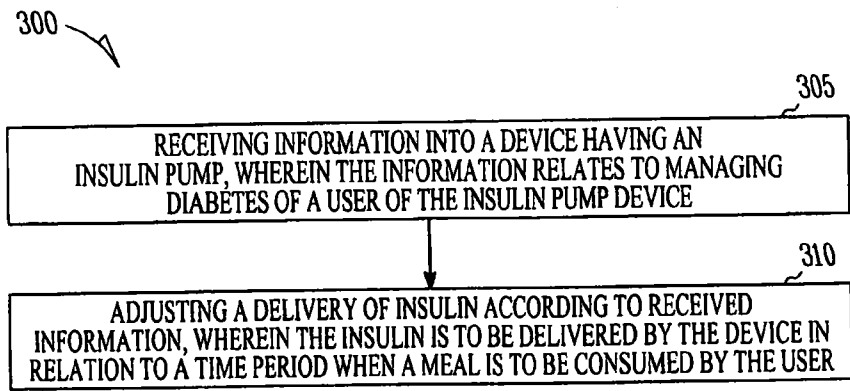 300
305
RECEIVING INFORMATION INTO A DEVICE HAVING AN
INSULIN PUMP, WHEREIN THE INFORMATION RELATES TO MANAGING
DIABETES OF A USER OF THE INSULIN PUMP DEVICE
310
ADJUSTING A DELIVERY OF INSULIN ACCORDING TO RECEIVED
INFORMATION, WHEREIN THE INSULIN IS TO BE DELIVERED BY THE DEVICE IN
RELATION TO A TIME PERIOD WHEN A MEAL IS TO BE CONSUMED BY THE USER